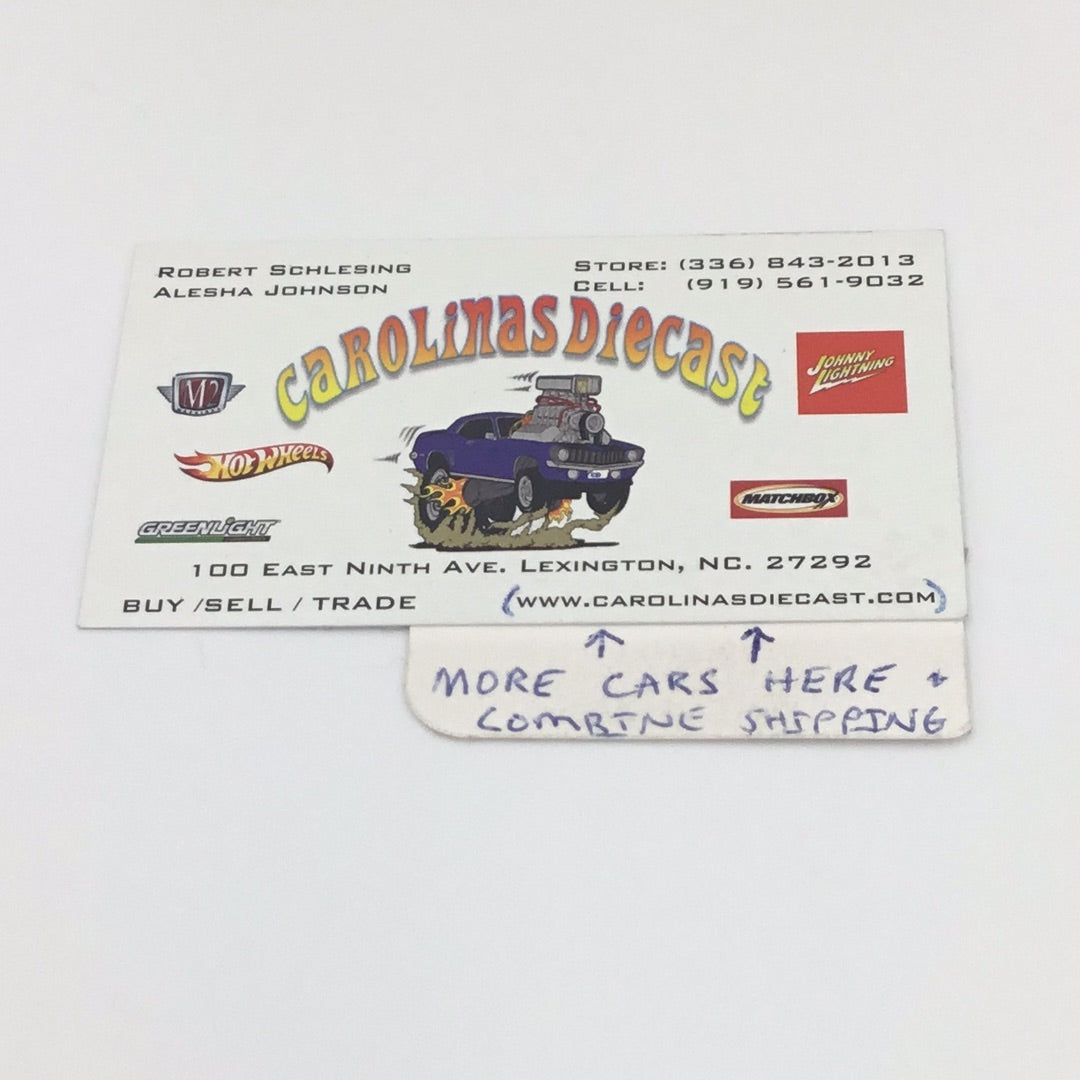 ROBERT SCHLESING
ALESHA JOHNSON
STORE: (336) 843-2013
CELL: (919) 561-9032
CAROLINAS DIECAST
M2
JOHNNY LIGHTNING
HOT WHEELS
MATCHBOX
GREENLIGHT
100 EAST NINTH AVE. LEXINGTON, NC. 27292
BUY /SELL / TRADE
(WWW.CAROLINASDIECAST.COM)
↑ ↑
MORE CARS HERE +
COMBINE SHIPPING